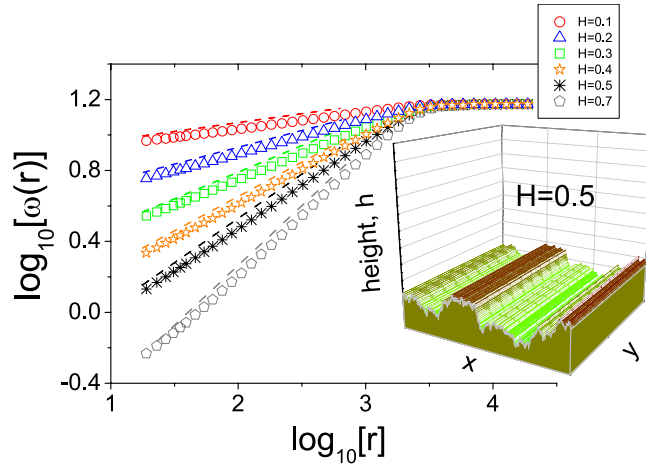 H=0.1
H=0.2
H=0.3
H=0.4
H=0.5
H=0.7
1.2
0.8
0.4
0.0
-0.4
log10[ω(r)]
1
2
3
4
log10[r]
H=0.5
height, h
x
y